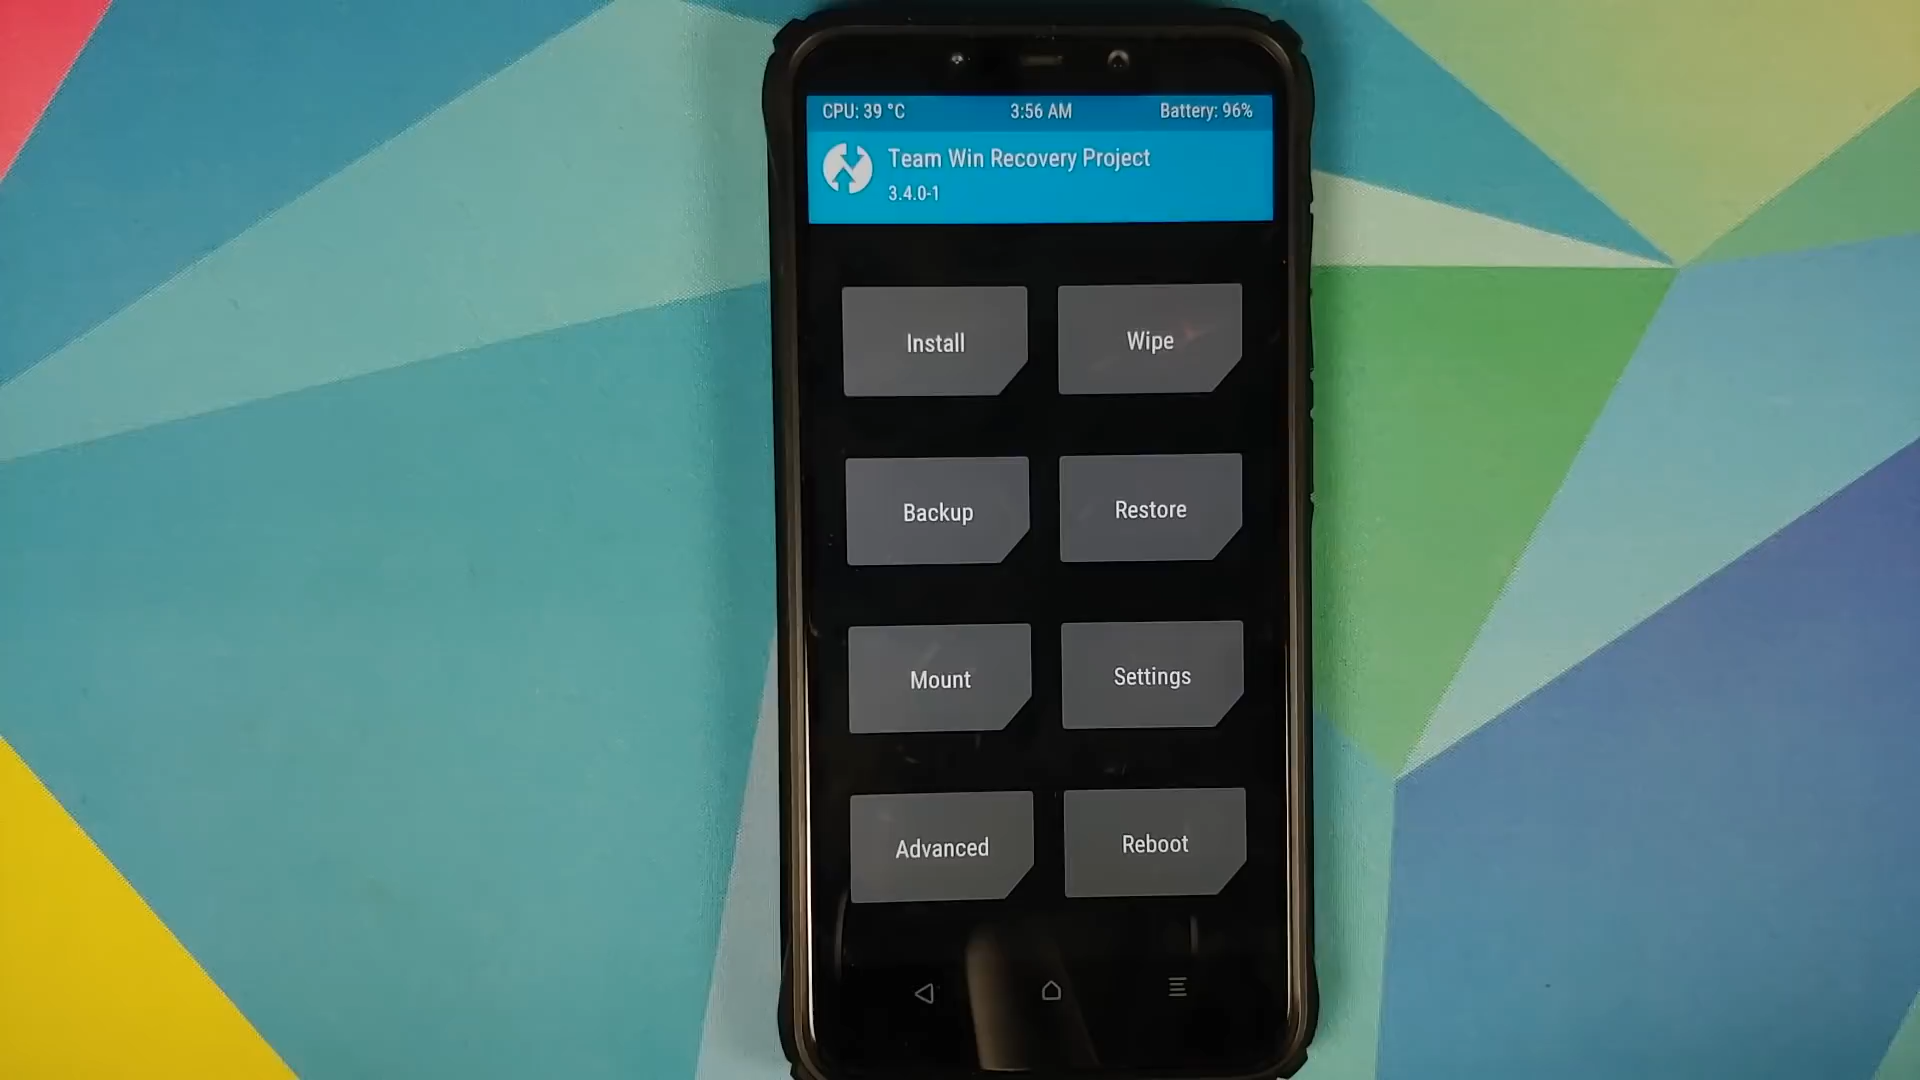 CPU: 39 °C 3:56 AM Battery: 96%
Team Win Recovery Project
3.4.0-1
Install Wipe
Backup Restore
Mount Settings
Advanced Reboot